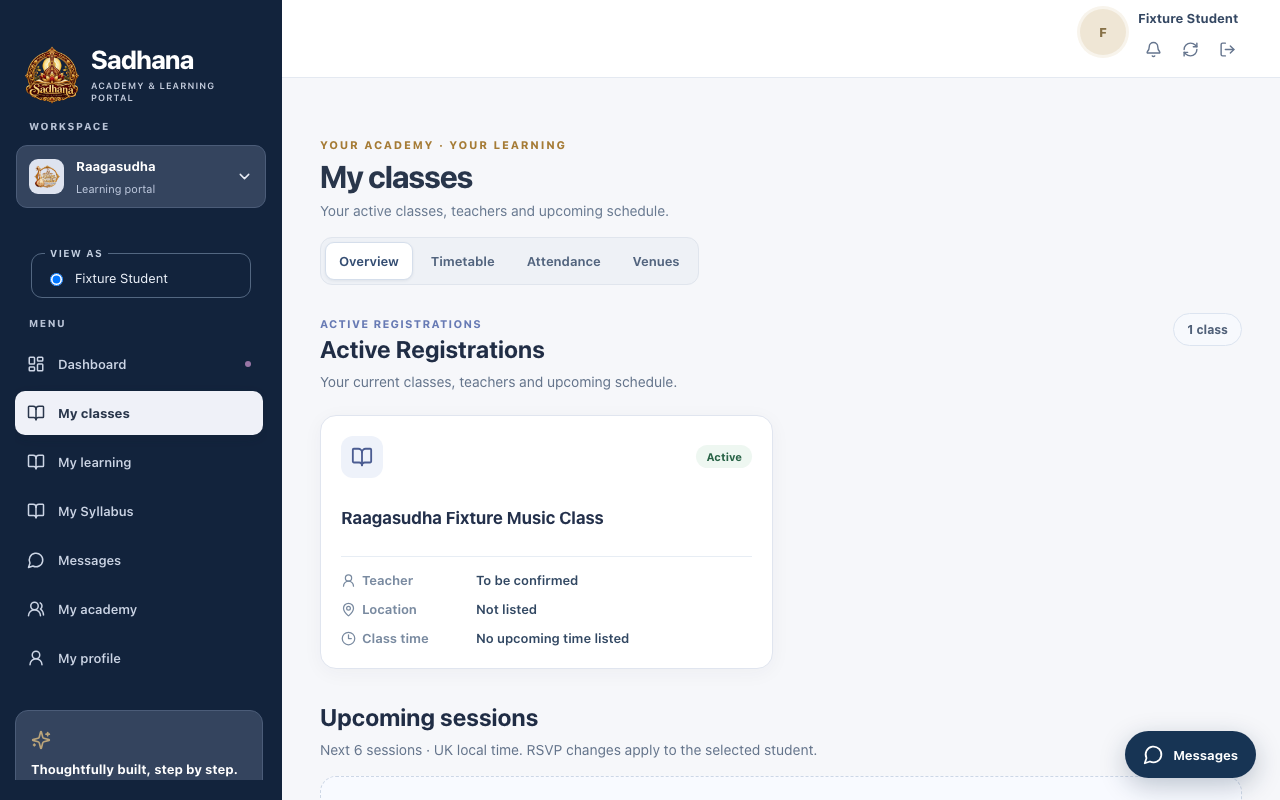 Sadhana
ACADEMY & LEARNING
PORTAL
Sadhana
WORKSPACE
Raagasudha
Learning portal
VIEW AS
Fixture Student
MENU
Dashboard
My classes
My learning
My Syllabus
Messages
My academy
My profile
Thoughtfully built, step by step.
F
Fixture Student
YOUR ACADEMY · YOUR LEARNING
My classes
Your active classes, teachers and upcoming schedule.
Overview Timetable Attendance Venues
ACTIVE REGISTRATIONS
1 class
Active Registrations
Your current classes, teachers and upcoming schedule.
Active
Raagasudha Fixture Music Class
Teacher To be confirmed
Location Not listed
Class time No upcoming time listed
Upcoming sessions
Next 6 sessions · UK local time. RSVP changes apply to the selected student.
Messages